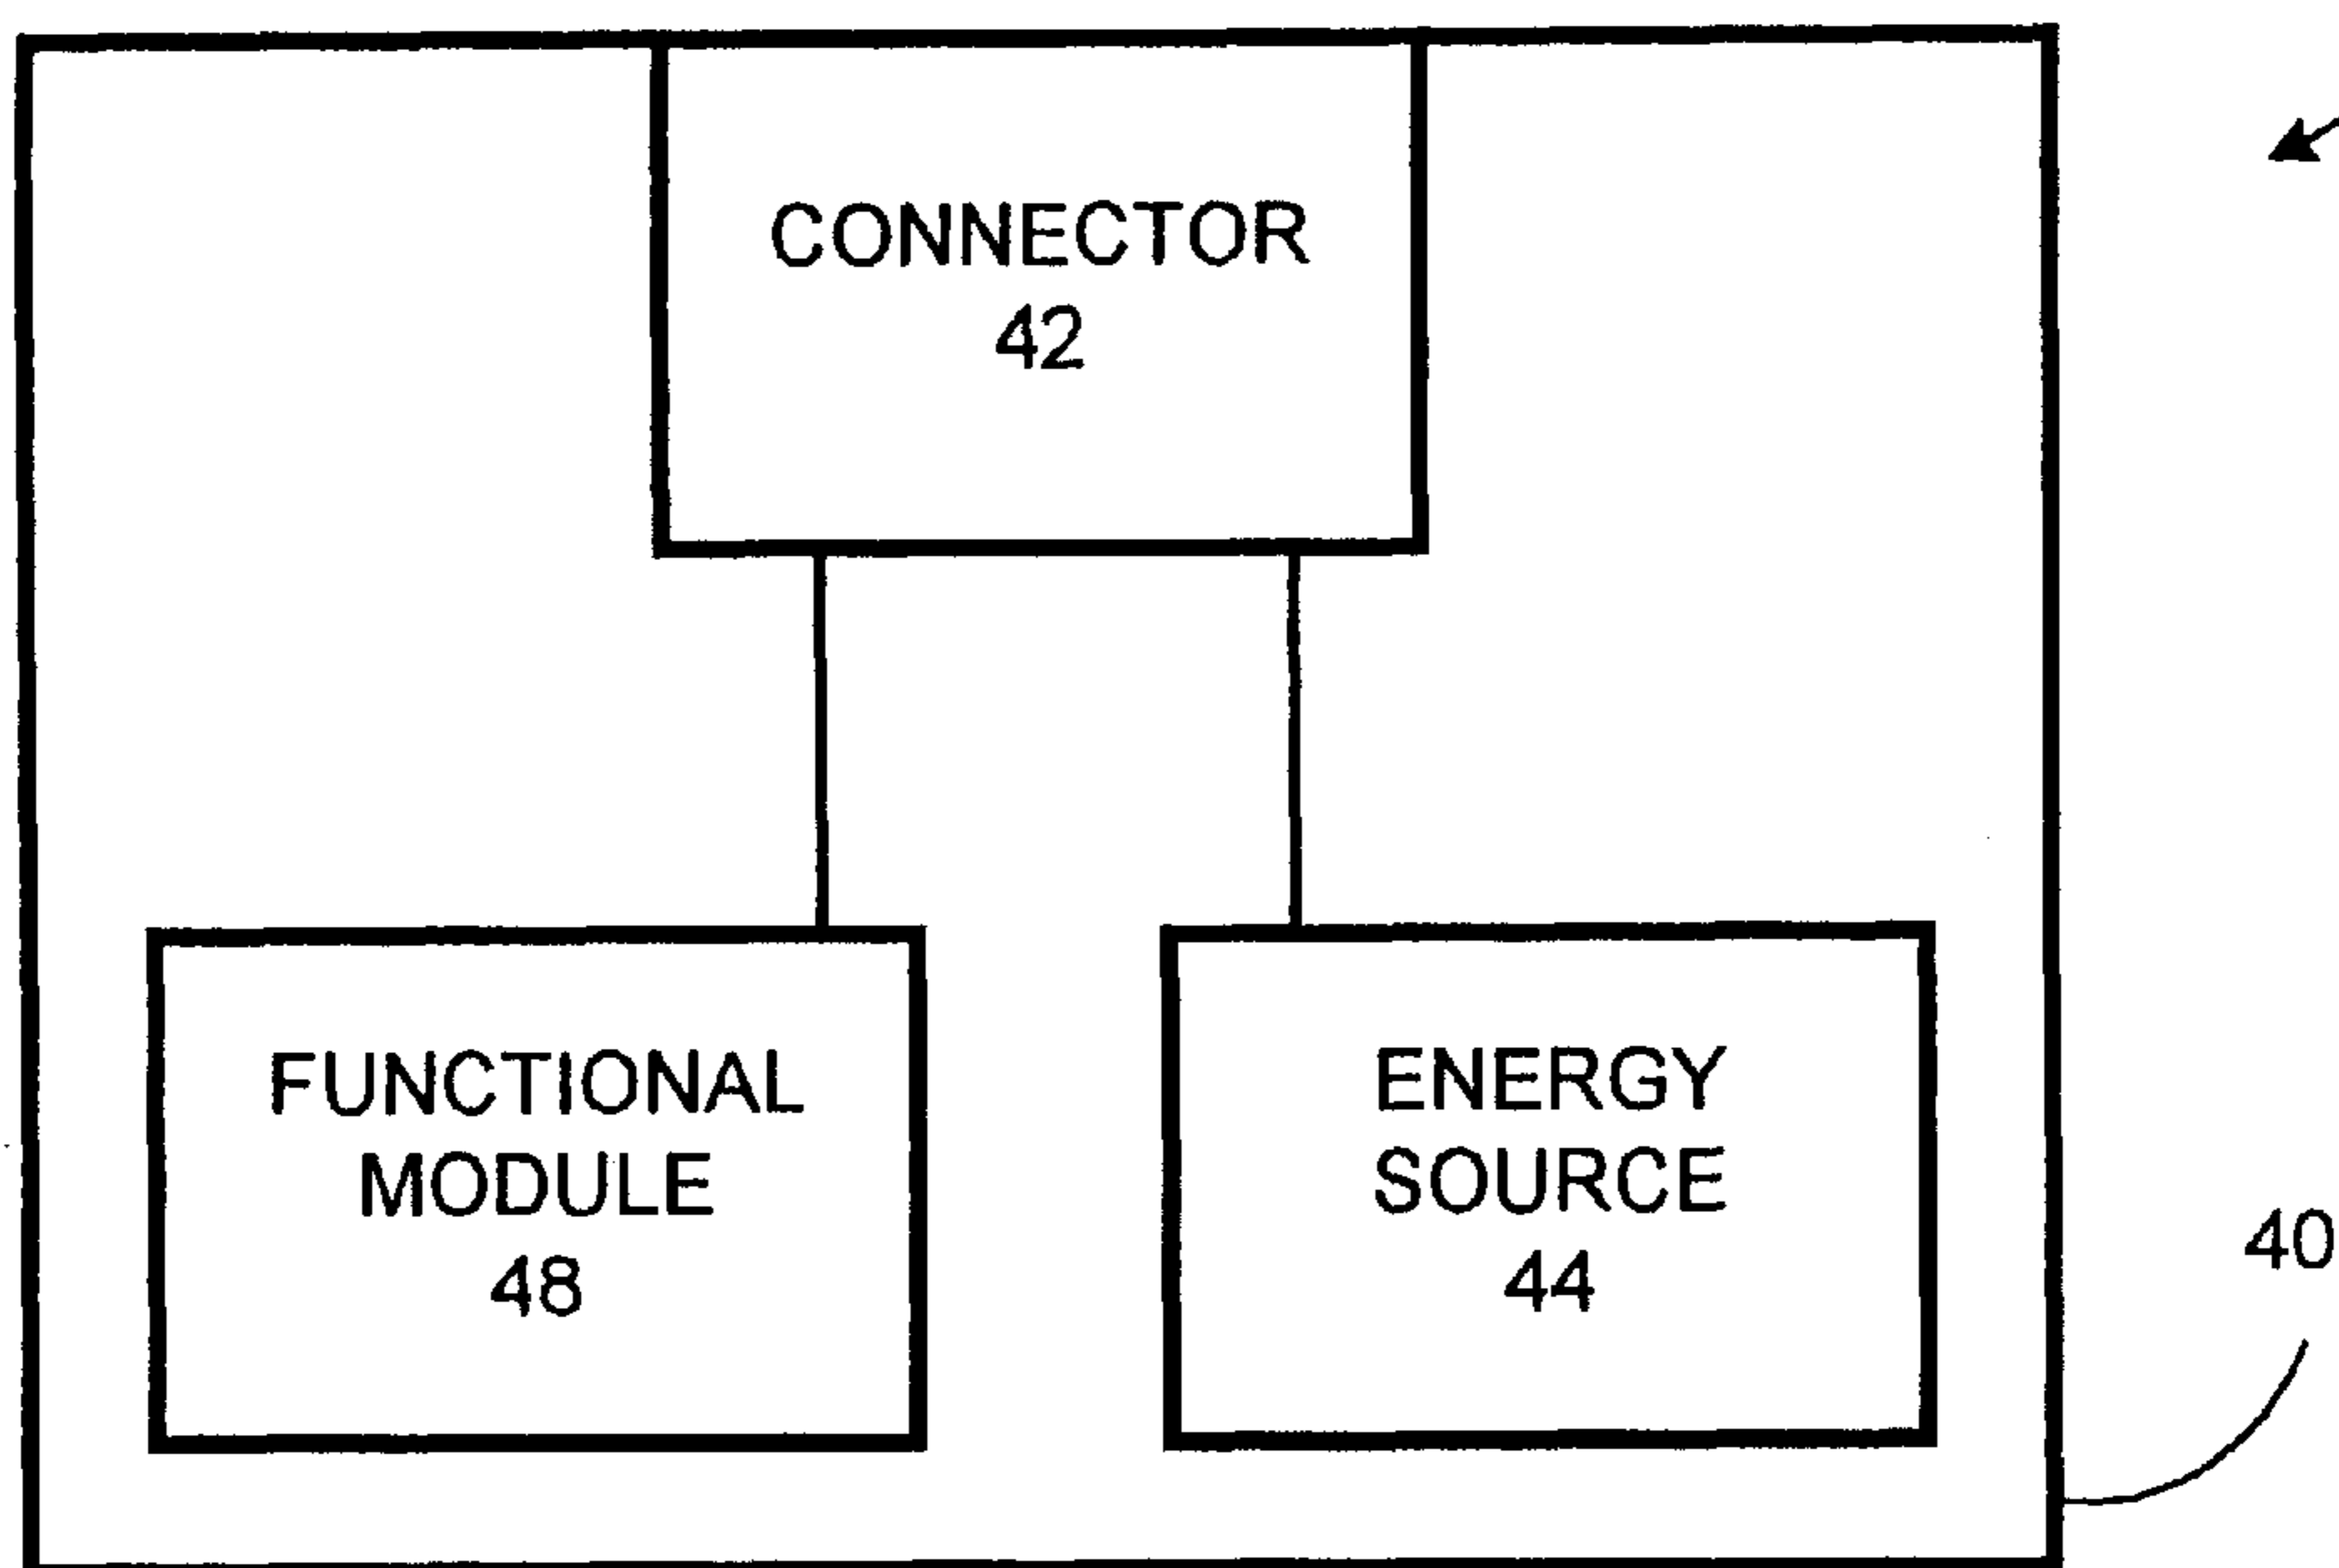 CONNECTOR
42
FUNCTIONAL
MODULE
48
ENERGY
SOURCE
44
40